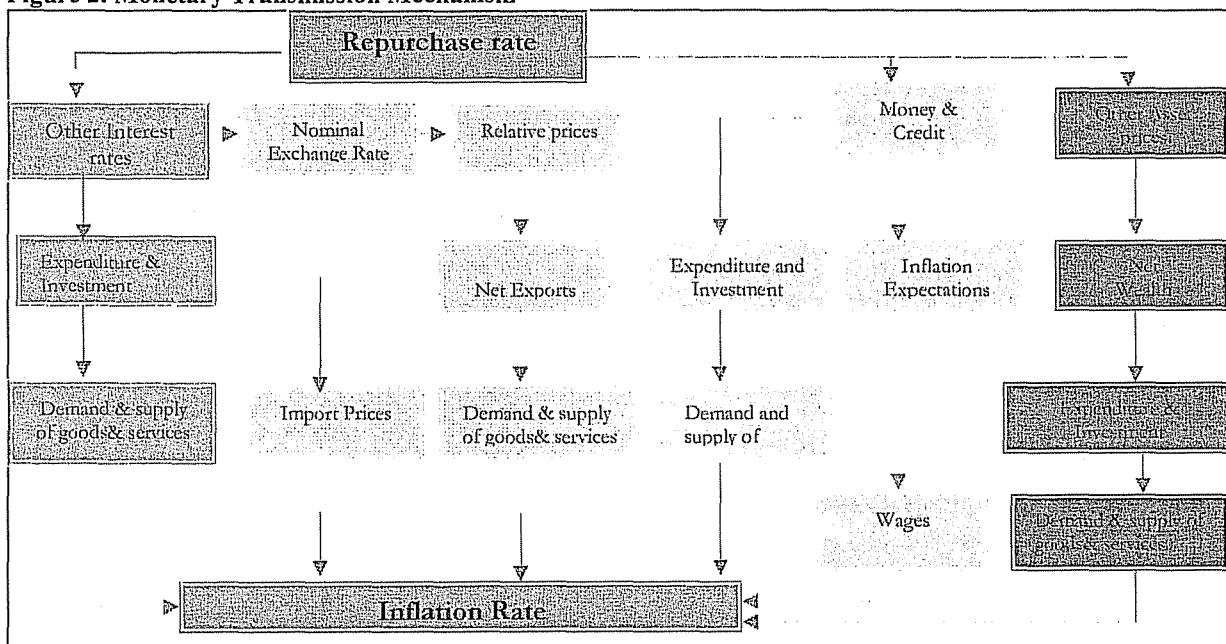 Figure 2: Monetary Transmission Mechanism
Repurchase rate
Other Interest
rates
Nominal
Exchange Rate
Relative prices
Money &
Credit
Other Asse
prices
Expenditure &
Investment
Net Exports
Expenditure and
Investment
Inflation
Expectations
Net
Wealth
Demand & supply
of goods& services
Import Prices
Demand & supply
of goods& services
Demand and
supply of
Expenditure &
Investment
Wages
Demand & supply of
goods& services
Inflation Rate